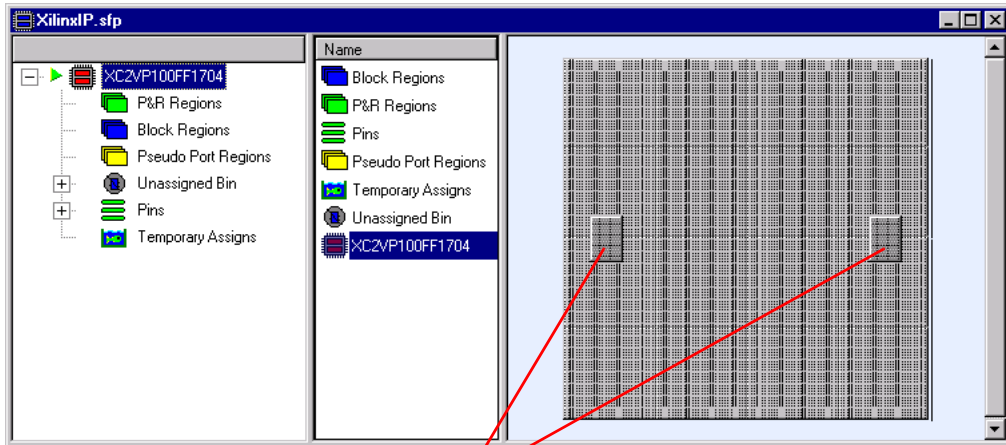 XilinxIP.sfp
XC2VP100FF1704
P&R Regions
Block Regions
Pseudo Port Regions
Unassigned Bin
Pins
Temporary Assigns
Name
Block Regions
P&R Regions
Pins
Pseudo Port Regions
Temporary Assigns
Unassigned Bin
XC2VP100FF1704